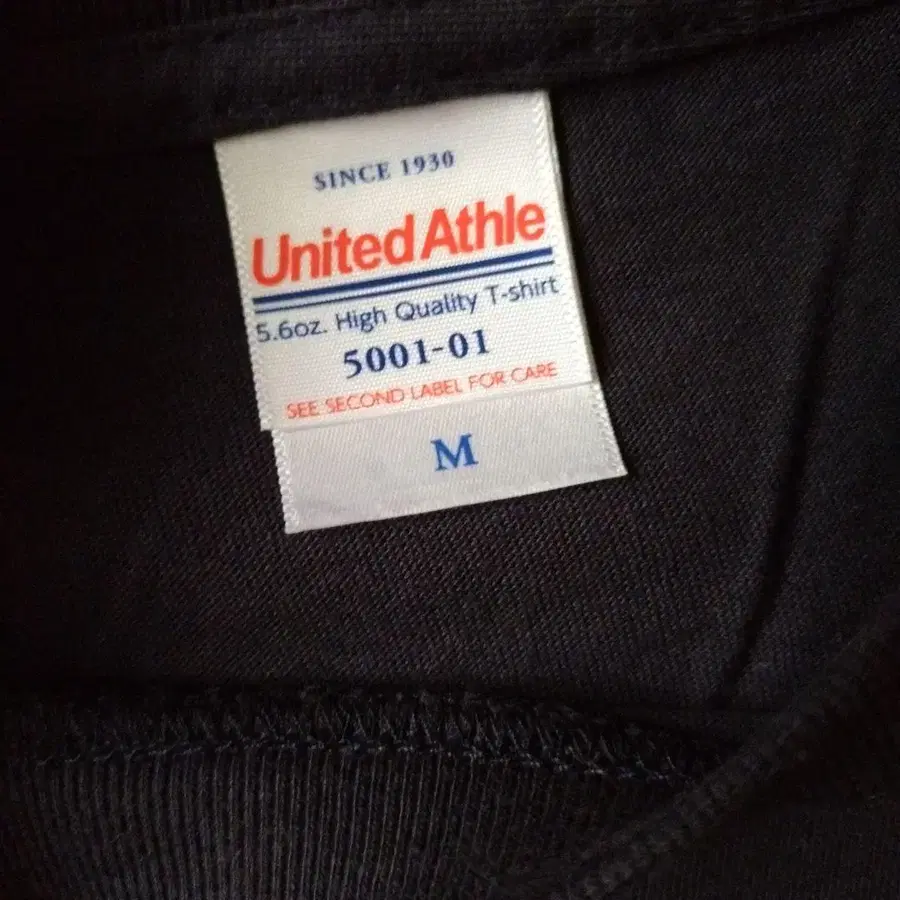 SINCE 1930
United Athle
5.6oz. High Quality T-shirt
5001-01
SEE SECOND LABEL FOR CARE
M